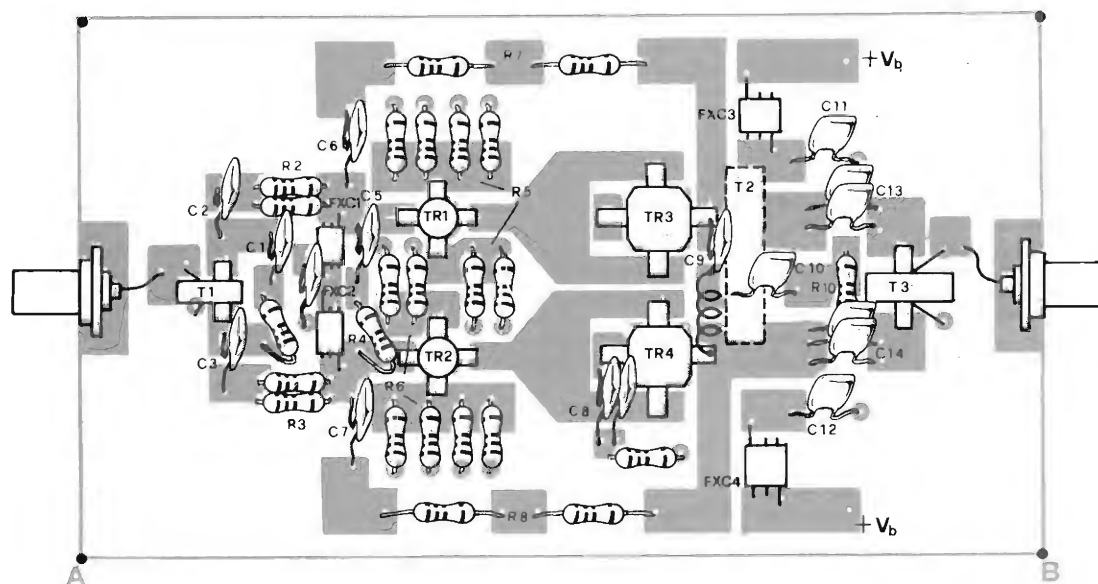 R7
+Vb
FXC3
C11
C6
R2
R5
T2
C13
C2
FXC1
C5
TR1
TR3
C1
C9
C10
T1
FXC2
R10
T3
C3
R4
TR2
TR4
C14
R6
R3
C7
C8
C12
FXC4
R8
+Vb
A
B